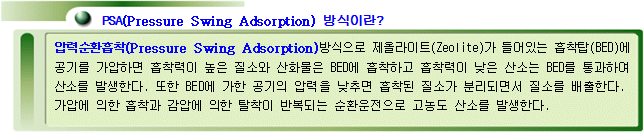 PSA(Pressure Swing Adsorption) 방식이란?
압력순환흡착(Pressure Swing Adsorption)방식으로 제올라이트(Zeolite)가 들어있는 흡착탑(BED)에
공기를 가압하면 흡착력이 높은 질소와 산화물은 BED에 흡착하고 흡착력이 낮은 산소는 BED를 통과하여
산소를 발생한다. 또한 BED에 가한 공기의 압력을 낮추면 흡착된 질소가 분리되면서 질소를 배출한다.
가압에 의한 흡착과 감압에 의한 탈착이 반복되는 순환운전으로 고농도 산소를 발생한다.